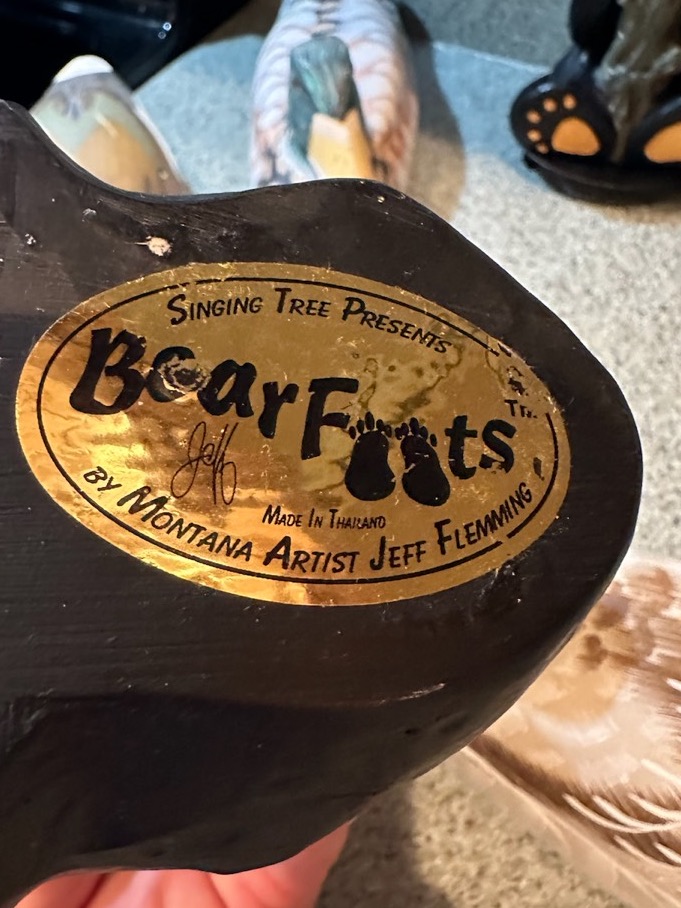 Singing Tree Presents
BearFoots TM
Jeff
Made In Thailand
by Montana Artist Jeff Flemming